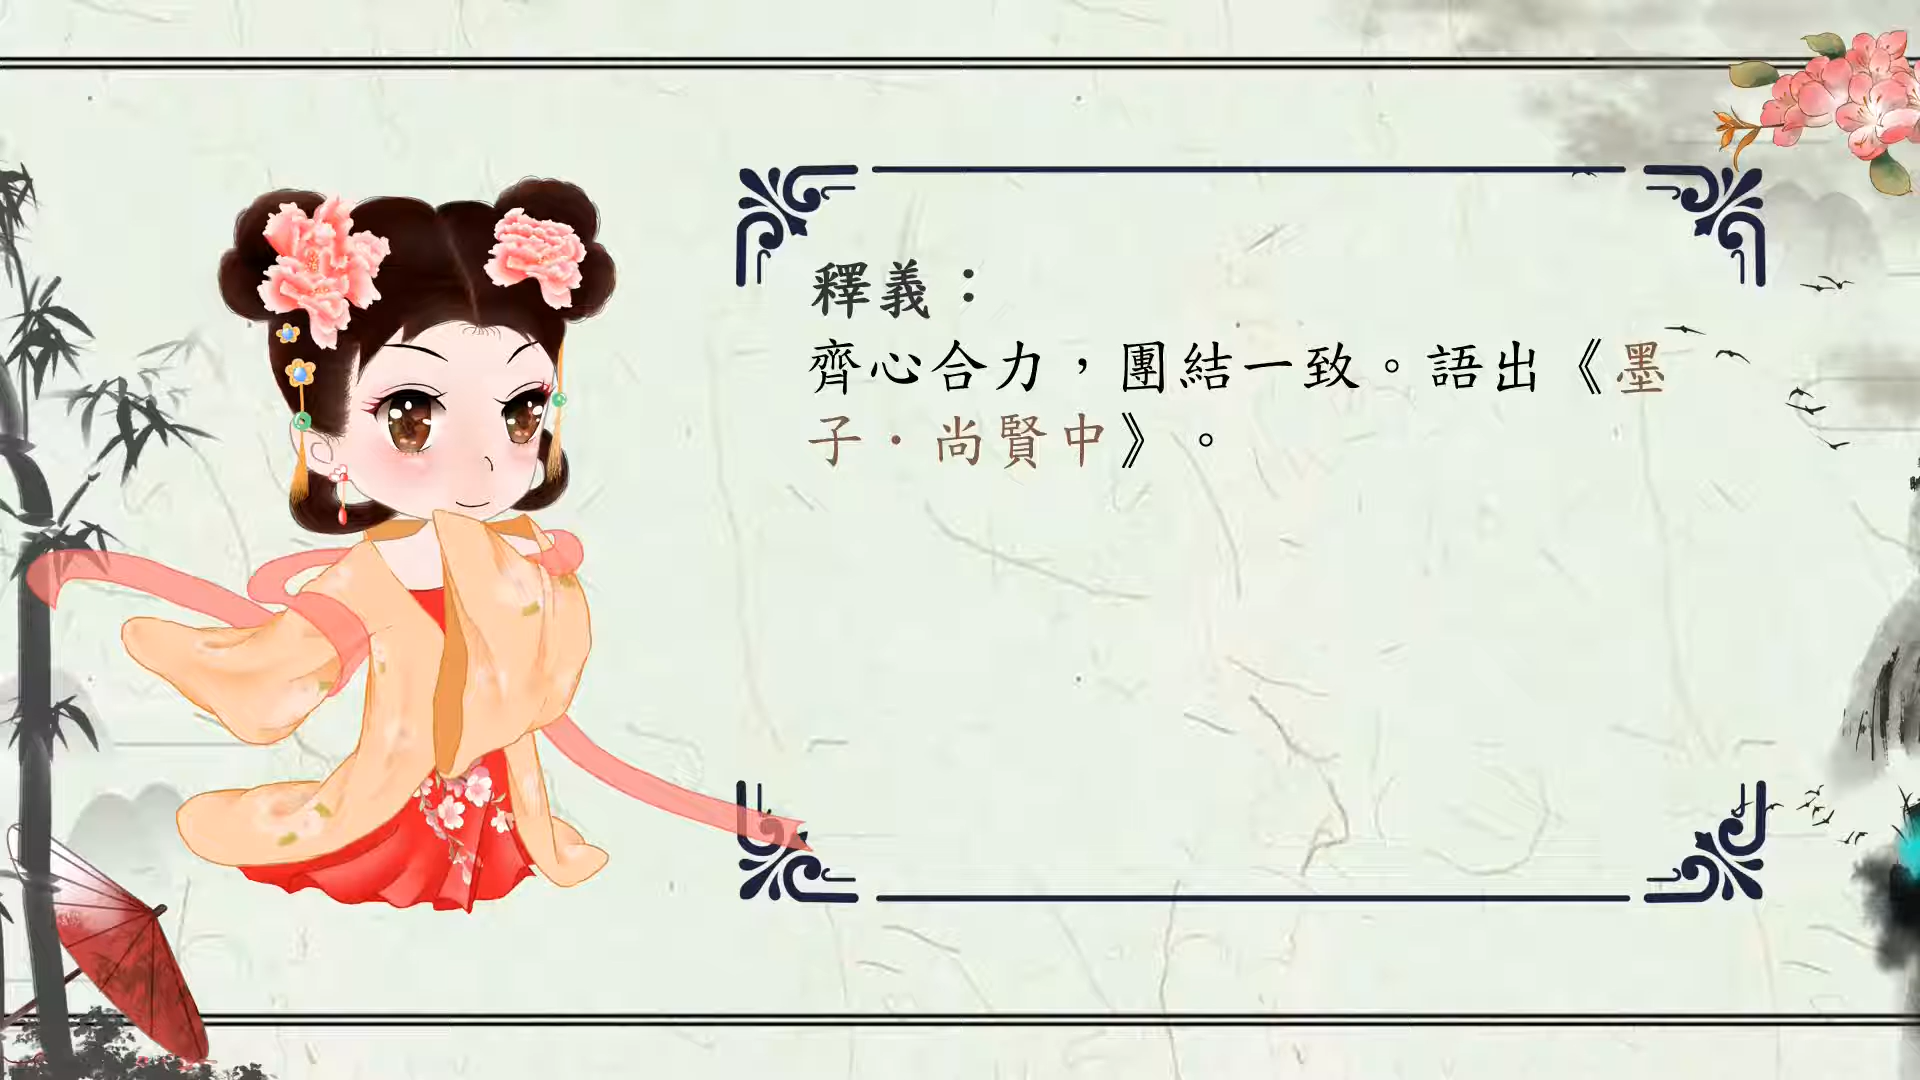 釋義：
齊心合力，團結一致。語出《墨
子·尚賢中》。